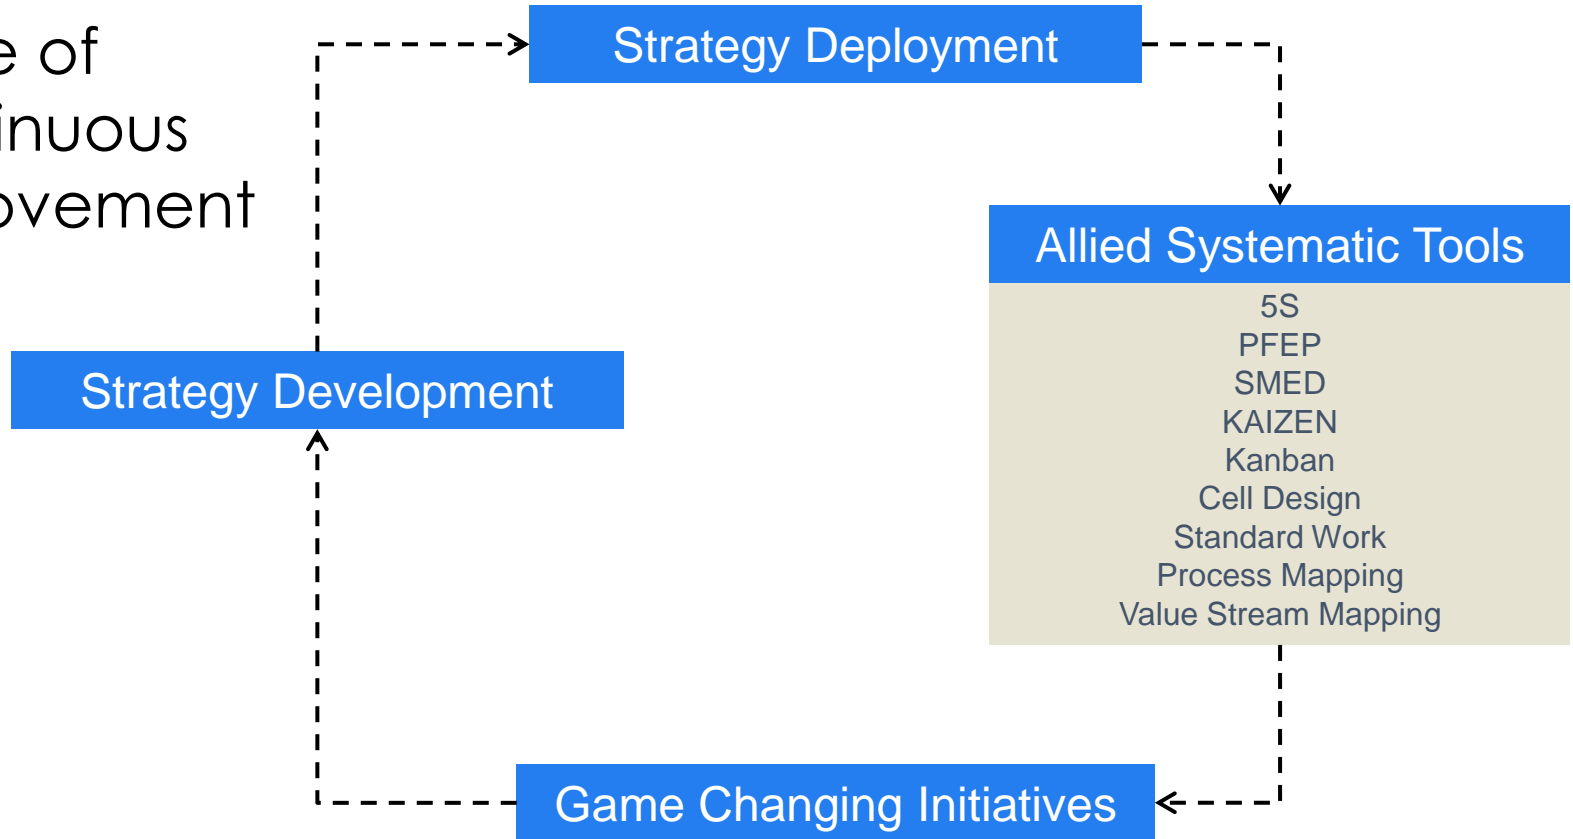 e of
inuous
ovement
Strategy Deployment
Allied Systematic Tools
5S
PFEP
SMED
KAIZEN
Kanban
Cell Design
Standard Work
Process Mapping
Value Stream Mapping
Strategy Development
Game Changing Initiatives